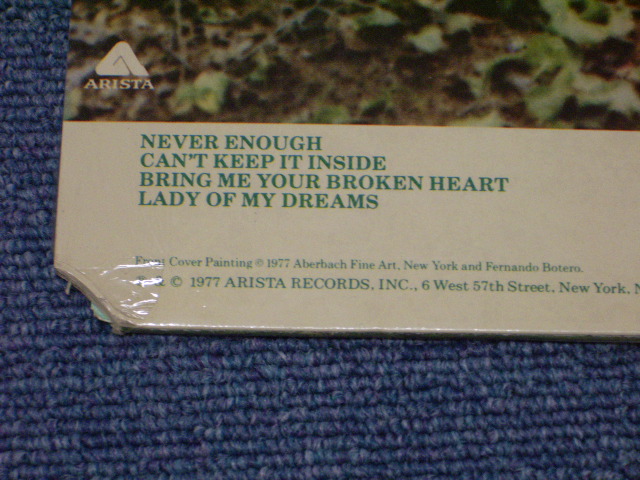 ARISTA
NEVER ENOUGH
CAN'T KEEP IT INSIDE
BRING ME YOUR BROKEN HEART
LADY OF MY DREAMS
Front Cover Painting © 1977 Aberbach Fine Art, New York and Fernando Botero.
© 1977 ARISTA RECORDS, INC., 6 West 57th Street, New York,